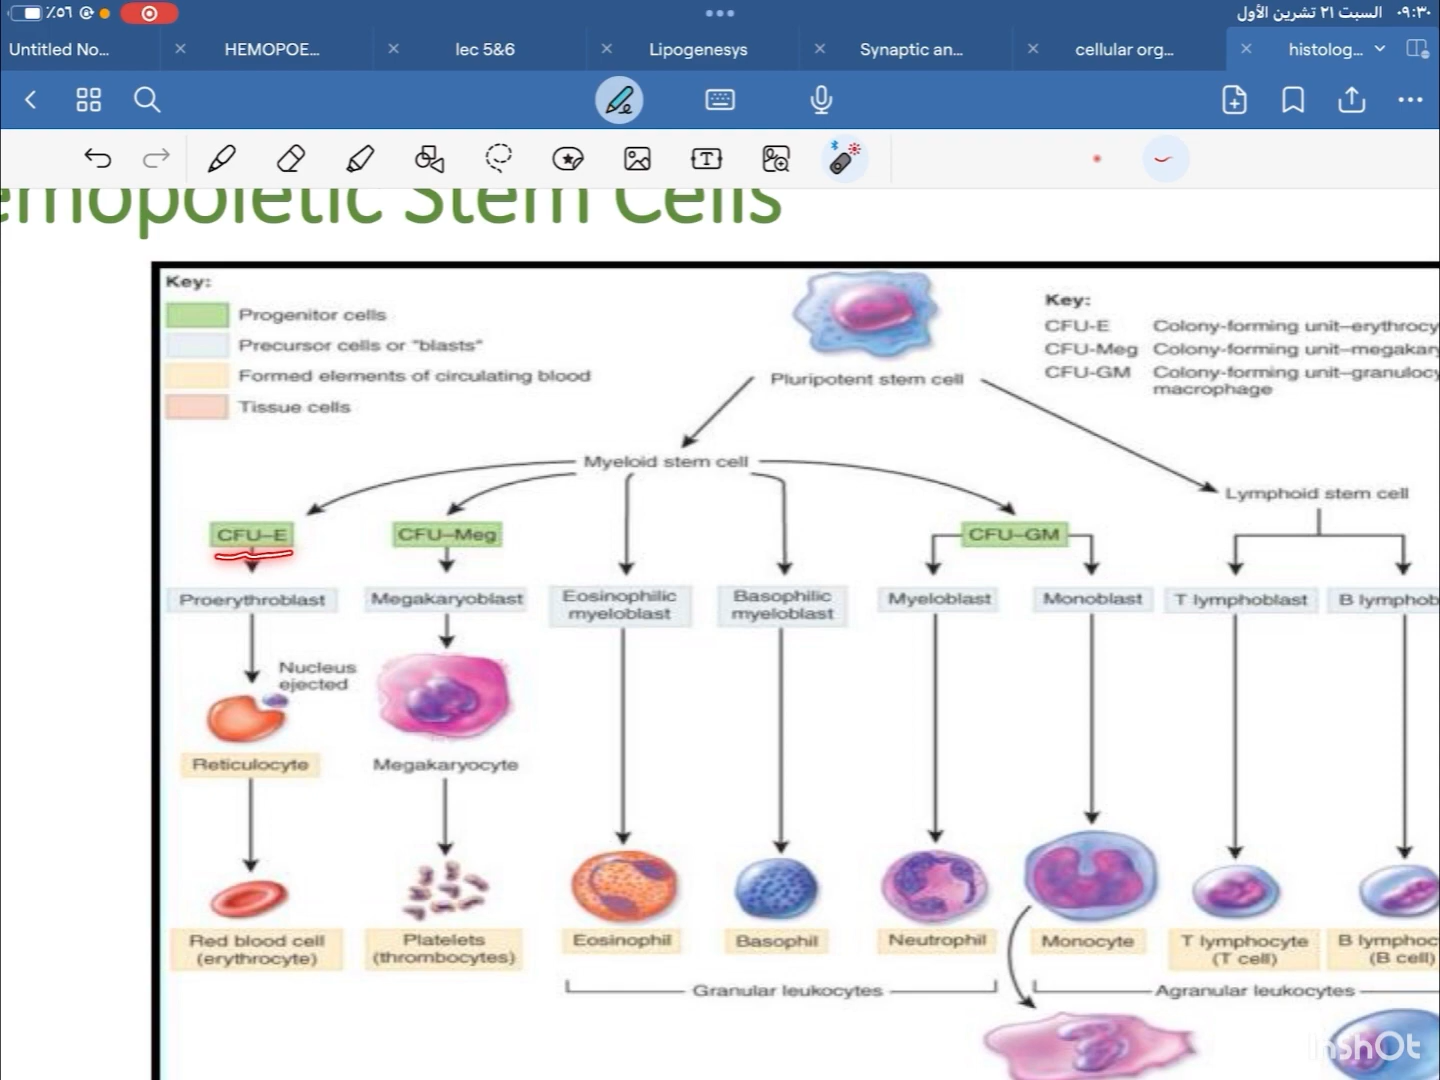 ٪٥٦
السبت ٢١ تشرين الأول
٠٩:٣٠
Untitled No...
HEMOPOE...
lec 5&6
Lipogenesys
Synaptic an...
cellular org...
histolog...
emopoietic Stem Cells
Key:
Progenitor cells
Precursor cells or "blasts"
Formed elements of circulating blood
Tissue cells
Pluripotent stem cell
Key:
CFU-E Colony-forming unit–erythrocy
CFU-Meg Colony-forming unit–megakar
CFU-GM Colony-forming unit–granulocy
macrophage
Myeloid stem cell
Lymphoid stem cell
CFU–E
CFU–Meg
CFU–GM
Proerythroblast
Megakaryoblast
Eosinophilic
myeloblast
Basophilic
myeloblast
Myeloblast
Monoblast
T lymphoblast
B lymphob
Nucleus
ejected
Reticulocyte
Megakaryocyte
Red blood cell
(erythrocyte)
Platelets
(thrombocytes)
Eosinophil
Basophil
Neutrophil
Monocyte
T lymphocyte
(T cell)
B lymphoc
(B cell)
Granular leukocytes
Agranular leukocytes
InShOt